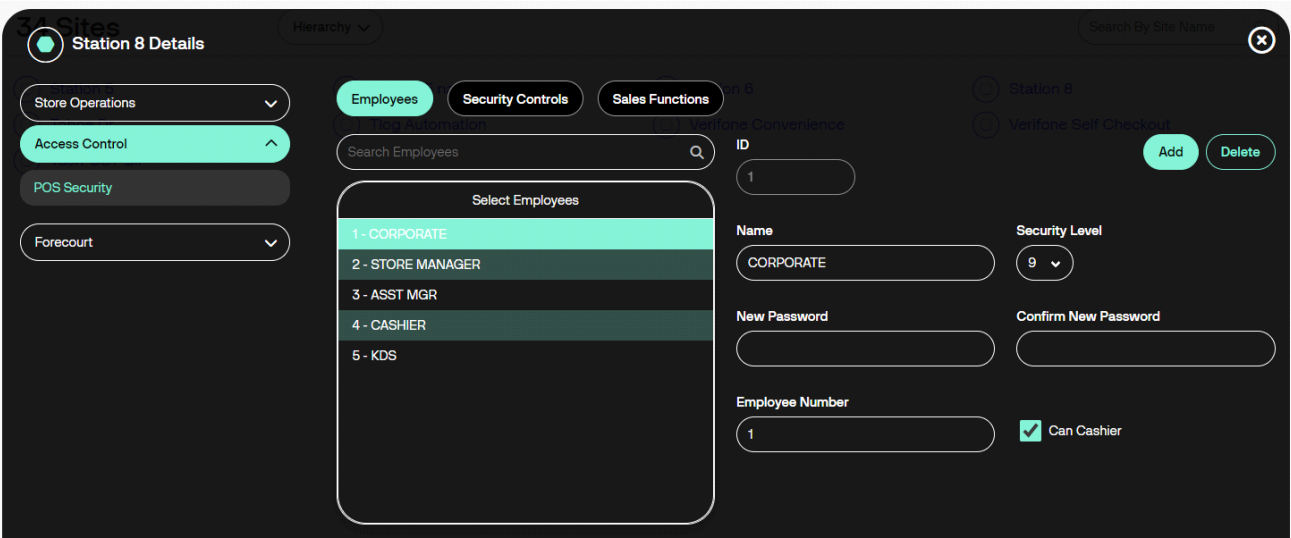 34 Sites
Hierarchy
Search By Site Name
Station 8 Details
Station 5
Station 8
Store Operations
Employees
Security Controls
Sales Functions
Tlog Automation
Verifone Convenience
Verifone Self Checkout
Access Control
Search Employees
ID
Add
Delete
POS Security
1
Select Employees
Forecourt
1 - CORPORATE
2 - STORE MANAGER
3 - ASST MGR
4 - CASHIER
5 - KDS
Name
Security Level
CORPORATE
9
New Password
Confirm New Password
Employee Number
1
Can Cashier